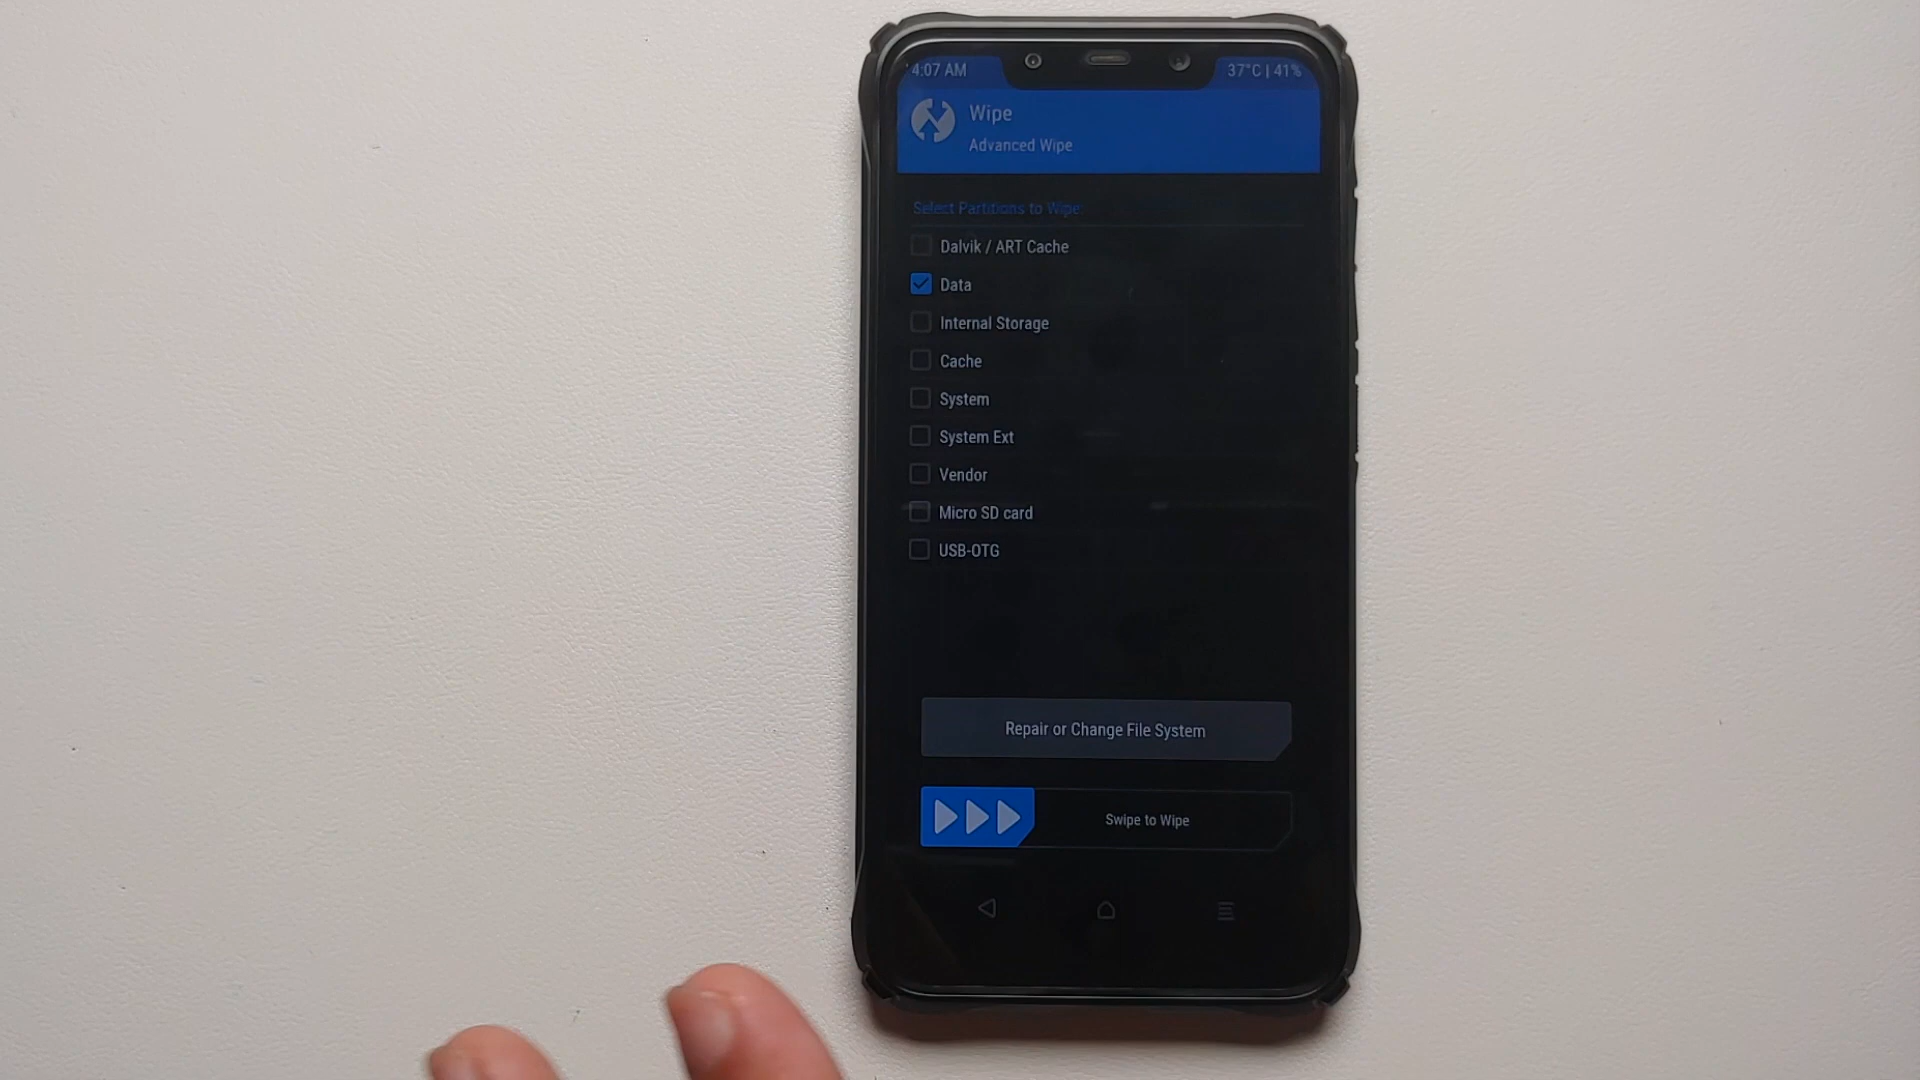 4:07 AM
37°C | 41%
Wipe
Advanced Wipe
Select Partitions to Wipe:
Dalvik / ART Cache
Data
Internal Storage
Cache
System
System Ext
Vendor
Micro SD card
USB-OTG
Repair or Change File System
Swipe to Wipe